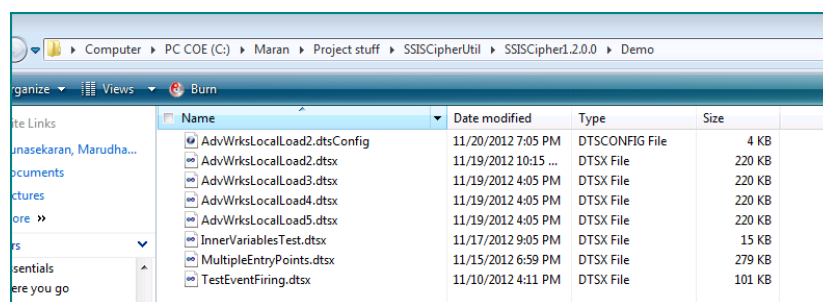 Computer PC COE (C:) Maran Project stuff SSISCipherUtil SSISCipher1.2.0.0 Demo
rganize Views Burn
ite Links
unasekaran, Marudha...
ocuments
ctures
ore »
rs
sentials
ere you go
Name Date modified Type Size
AdvWrksLocalLoad2.dtsConfig 11/20/2012 7:05 PM DTSCONFIG File 4 KB
AdvWrksLocalLoad2.dtsx 11/19/2012 10:15 ... DTSX File 220 KB
AdvWrksLocalLoad3.dtsx 11/19/2012 4:05 PM DTSX File 220 KB
AdvWrksLocalLoad4.dtsx 11/19/2012 4:05 PM DTSX File 220 KB
AdvWrksLocalLoad5.dtsx 11/19/2012 4:05 PM DTSX File 220 KB
InnerVariablesTest.dtsx 11/17/2012 9:05 PM DTSX File 15 KB
MultipleEntryPoints.dtsx 11/15/2012 6:59 PM DTSX File 279 KB
TestEventFiring.dtsx 11/10/2012 4:11 PM DTSX File 101 KB